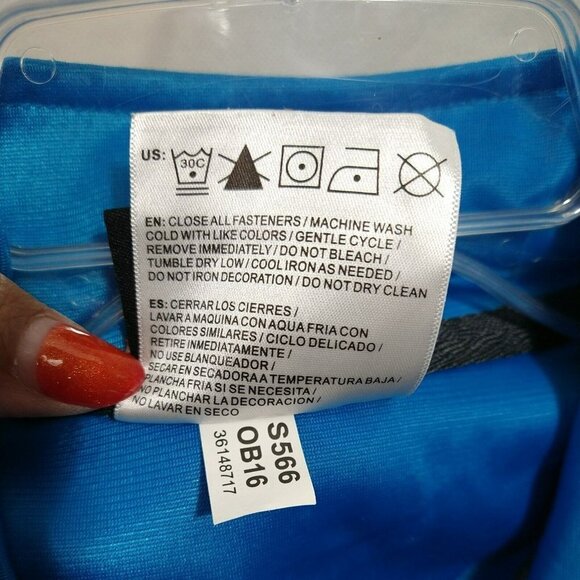 US: 30C
EN: CLOSE ALL FASTENERS / MACHINE WASH
COLD WITH LIKE COLORS / GENTLE CYCLE /
REMOVE IMMEDIATELY / DO NOT BLEACH /
TUMBLE DRY LOW / COOL IRON AS NEEDED /
DO NOT IRON DECORATION / DO NOT DRY CLEAN
ES: CERRAR LOS CIERRES /
LAVAR A MAQUINA CON AQUA FRIA CON
COLORES SIMILARES / CICLO DELICADO /
RETIRE INMEDIATAMENTE /
NO USE BLANQUEADOR /
SECAR EN SECADORA A TEMPERATURA BAJA /
PLANCHA FRIA SI SE NECESITA /
NO PLANCHAR LA DECORACION /
NO LAVAR EN SECO
S566
OB16
36148717